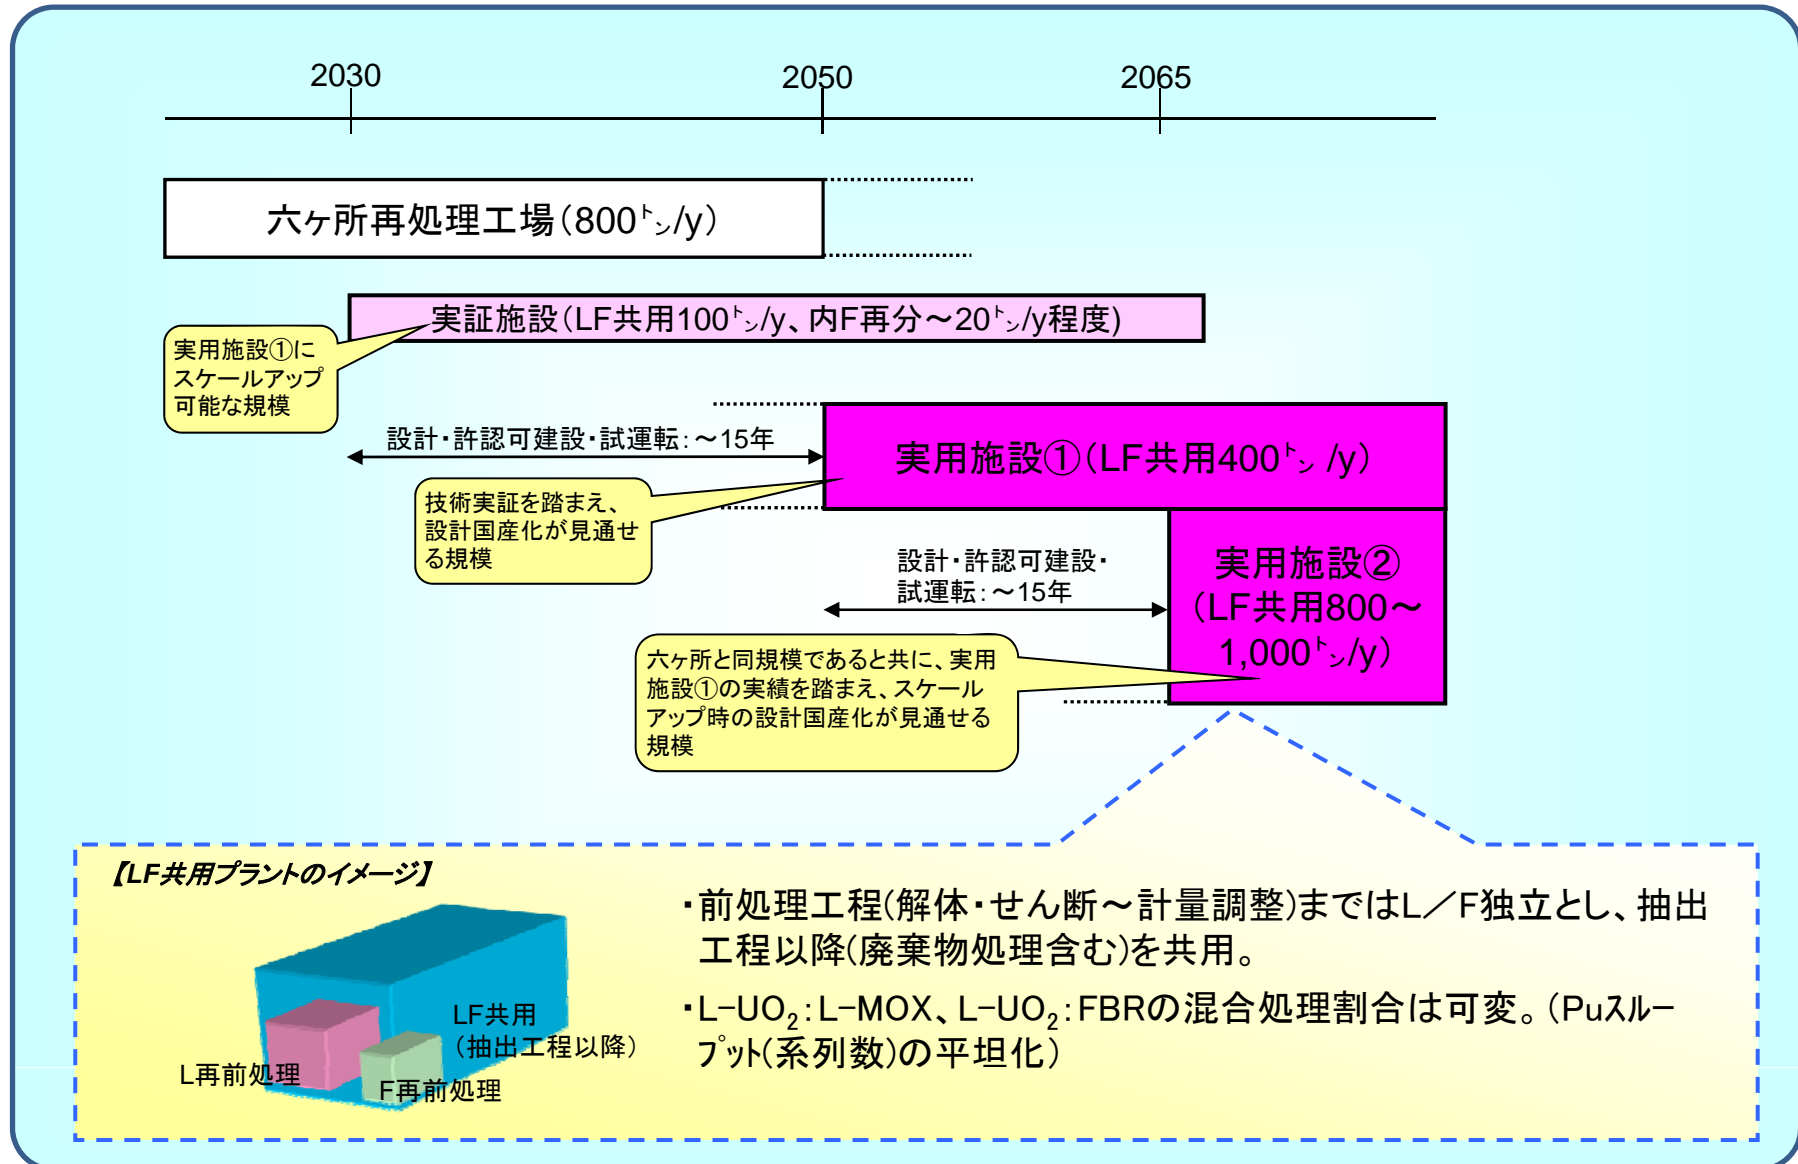 2030
2050
2065
六ヶ所再処理工場（800㌧/y）
実証施設（LF共用100㌧/y、内F再分～20㌧/y程度)
実用施設①に
スケールアップ
可能な規模
設計・許認可建設・試運転：～15年
実用施設①（LF共用400㌧ /y）
技術実証を踏まえ、
設計国産化が見通せ
る規模
設計・許認可建設・
試運転：～15年
実用施設②
（LF共用800～
1,000㌧/y）
六ヶ所と同規模であると共に、実用
施設①の実績を踏まえ、スケール
アップ時の設計国産化が見通せる
規模
【LF共用プラントのイメージ】
LF共用
（抽出工程以降）
L再前処理
F再前処理
・前処理工程(解体・せん断～計量調整)まではL／F独立とし、抽出
工程以降(廃棄物処理含む)を共用。
・L−UO₂：L−MOX、L−UO₂：FBRの混合処理割合は可変。（Puスルー
プット(系列数)の平坦化）